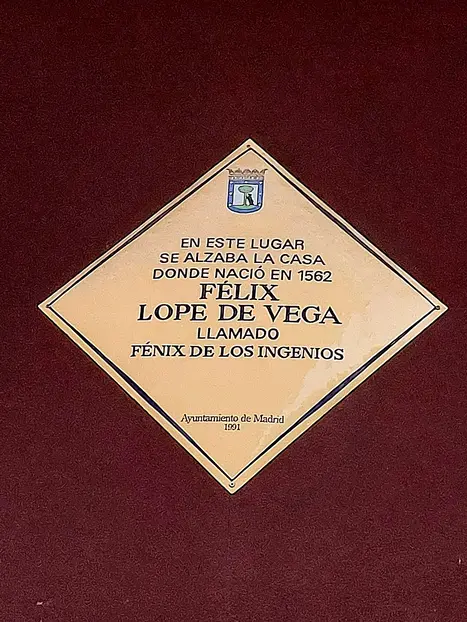 EN ESTE LUGAR
SE ALZABA LA CASA
DONDE NACIÓ EN 1562
FÉLIX
LOPE DE VEGA
LLAMADO
FÉNIX DE LOS INGENIOS
Ayuntamiento de Madrid
1991